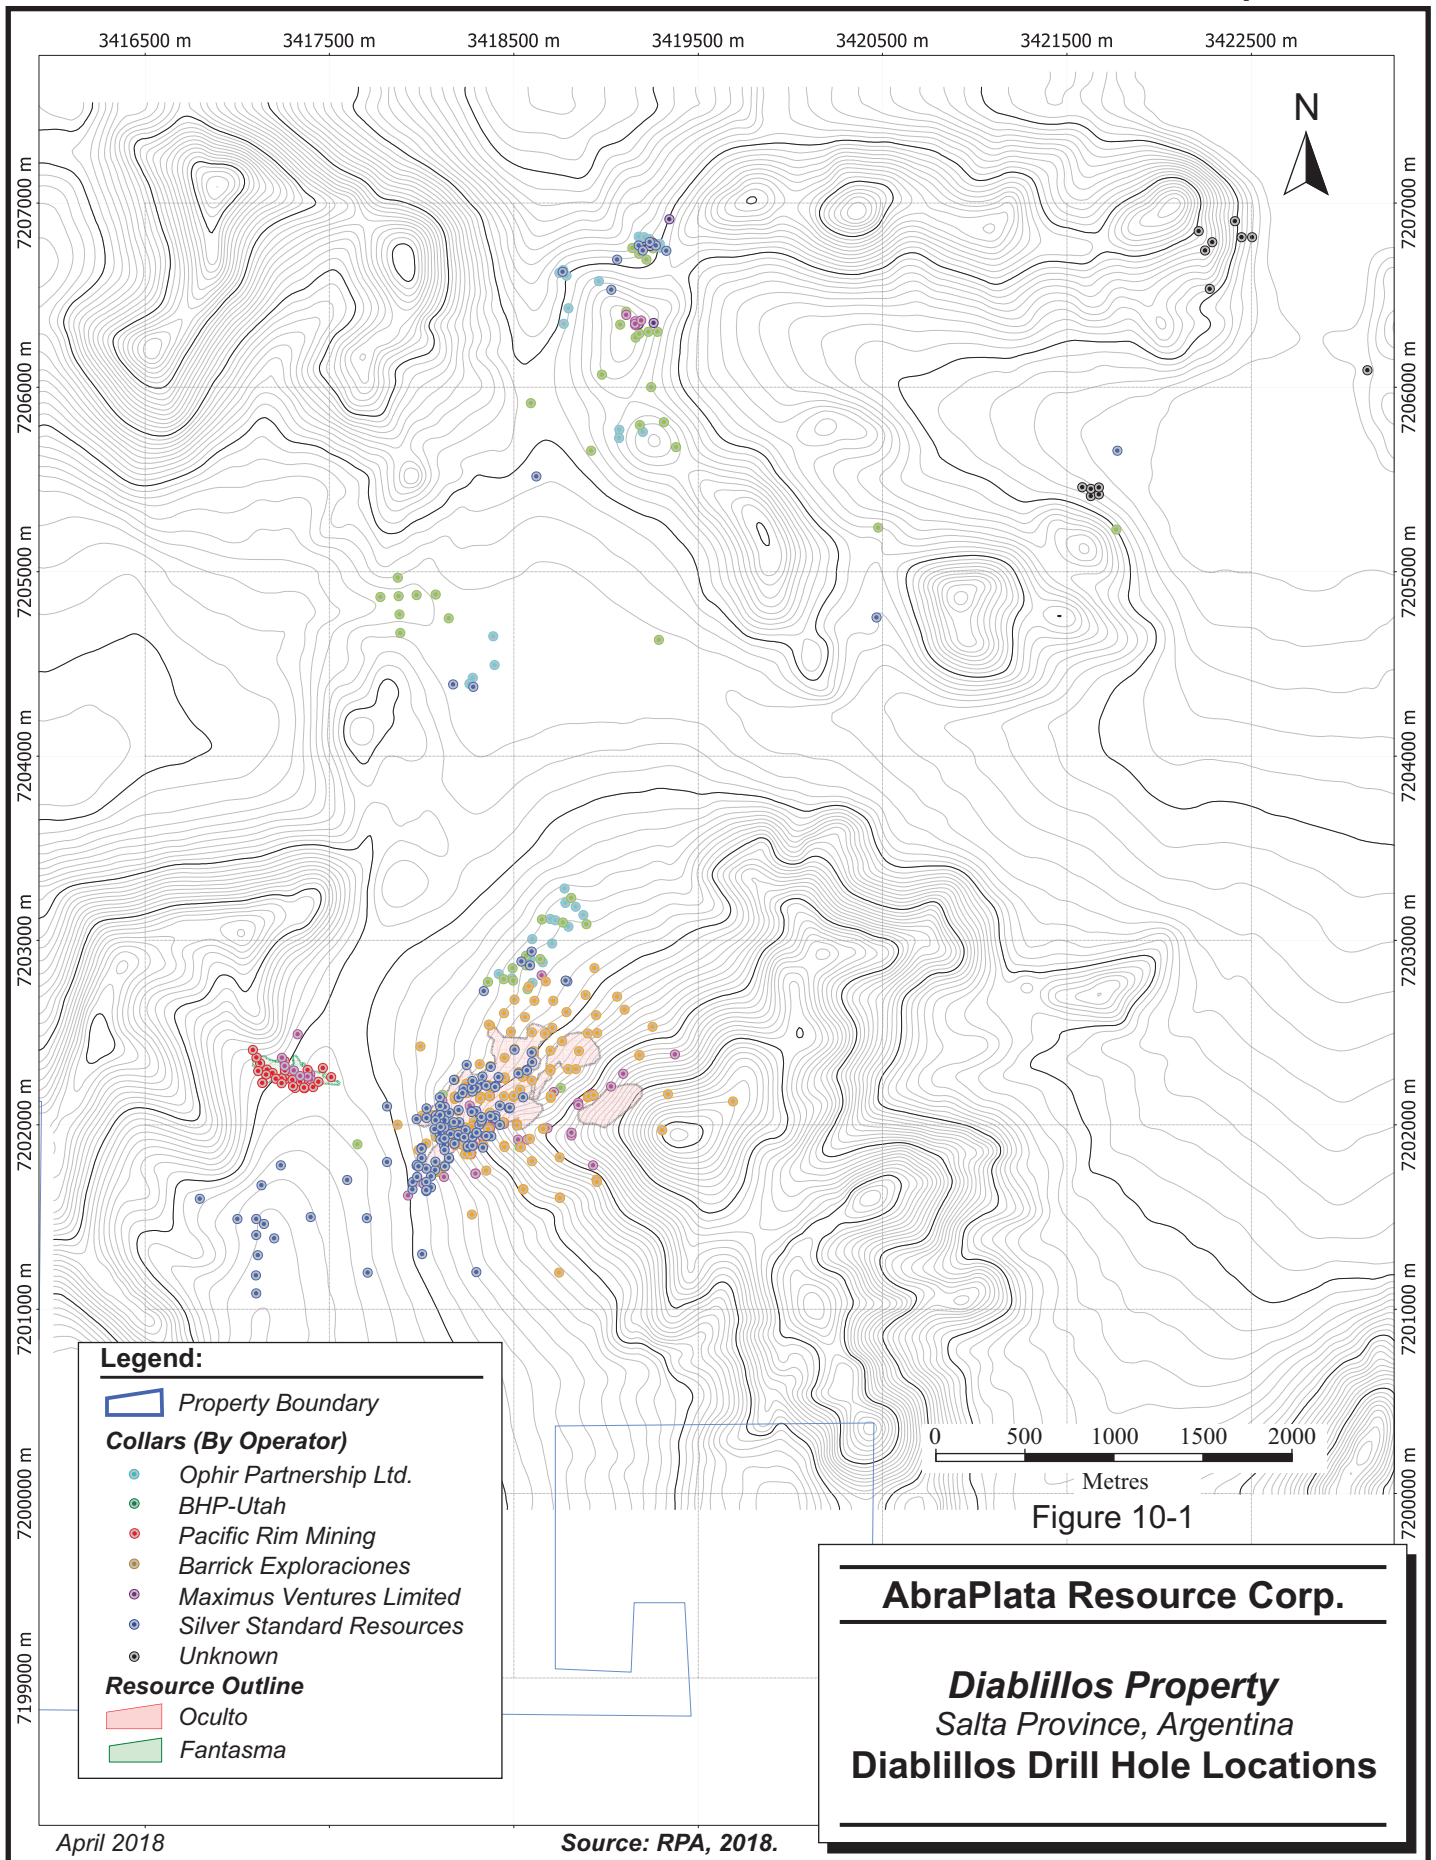 3416500 m
3417500 m
3418500 m
3419500 m
3420500 m
3421500 m
3422500 m
N
7207000 m
7207000 m
7206000 m
7206000 m
7205000 m
7205000 m
7204000 m
7204000 m
7203000 m
7203000 m
7202000 m
7202000 m
7201000 m
7201000 m
7200000 m
7200000 m
7199000 m
Legend:
Property Boundary
Collars (By Operator)
Ophir Partnership Ltd.
BHP-Utah
Pacific Rim Mining
Barrick Exploraciones
Maximus Ventures Limited
Silver Standard Resources
Unknown
Resource Outline
Oculto
Fantasma
0 500 1000 1500 2000
Metres
Figure 10-1
AbraPlata Resource Corp.
Diablillos Property
Salta Province, Argentina
Diablillos Drill Hole Locations
April 2018
Source: RPA, 2018.